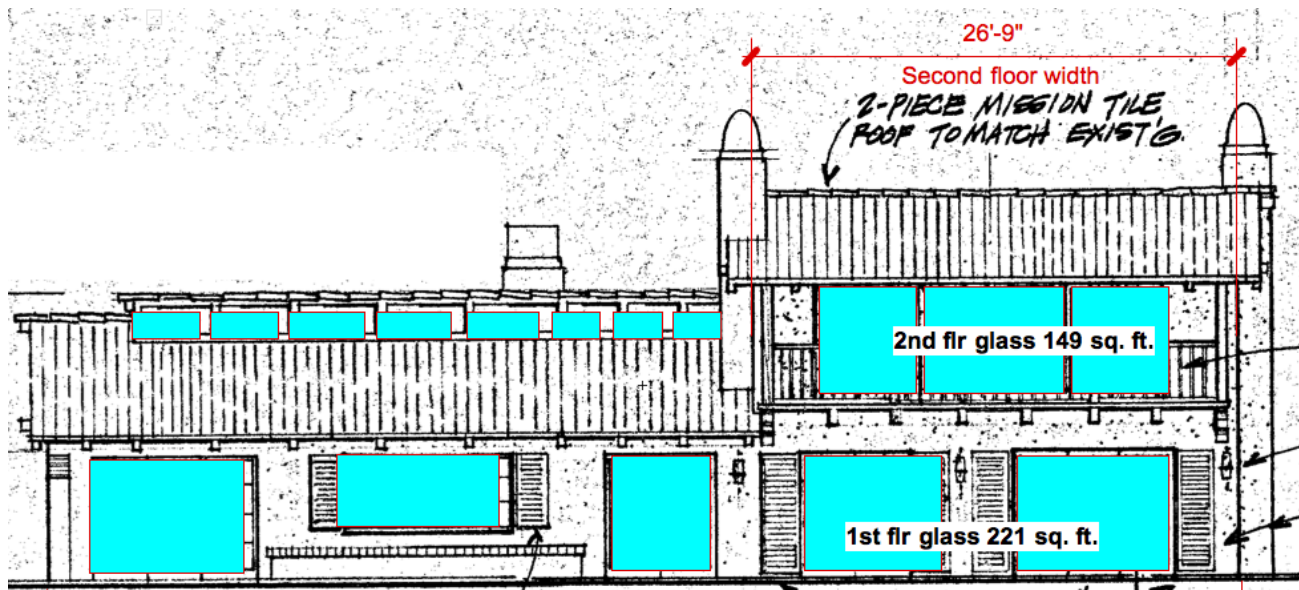 26'-9"
Second floor width
2-PIECE MISSION TILE
ROOF TO MATCH EXIST'G.
2nd flr glass 149 sq. ft.
1st flr glass 221 sq. ft.